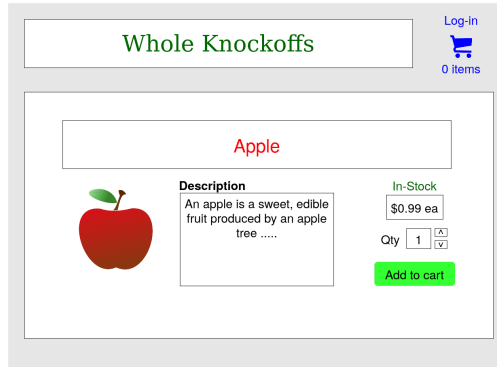 Whole Knockoffs
Log-in
0 items
Apple
Description
An apple is a sweet, edible
fruit produced by an apple
tree .....
In-Stock
$0.99 ea
Qty 1 ^ v
Add to cart